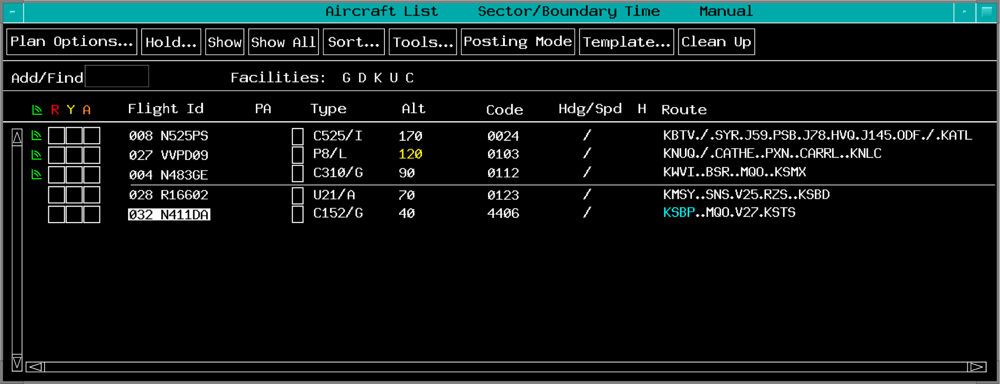 Aircraft List Sector/Boundary Time Manual
Plan Options... Hold... Show Show All Sort... Tools... Posting Mode Template... Clean Up
Add/Find Facilities: G D K U C
R Y A Flight Id PA Type Alt Code Hdg/Spd H Route
008 N525PS C525/I 170 0024 / KBTV./.SYR.J59.PSB.J78.HVQ.J145.ODF./.KATL
027 VVPD09 P8/L 120 0103 / KNUQ./.CATHE..PXN..CARRL..KNLC
004 N483GE C310/G 90 0112 / KWVI..BSR..MQO..KSMX
028 R16602 U21/A 70 0123 / KMSY..SNS.V25.RZS..KSBD
032 N411DA C152/G 40 4406 / KSBP..MQO.V27.KSTS